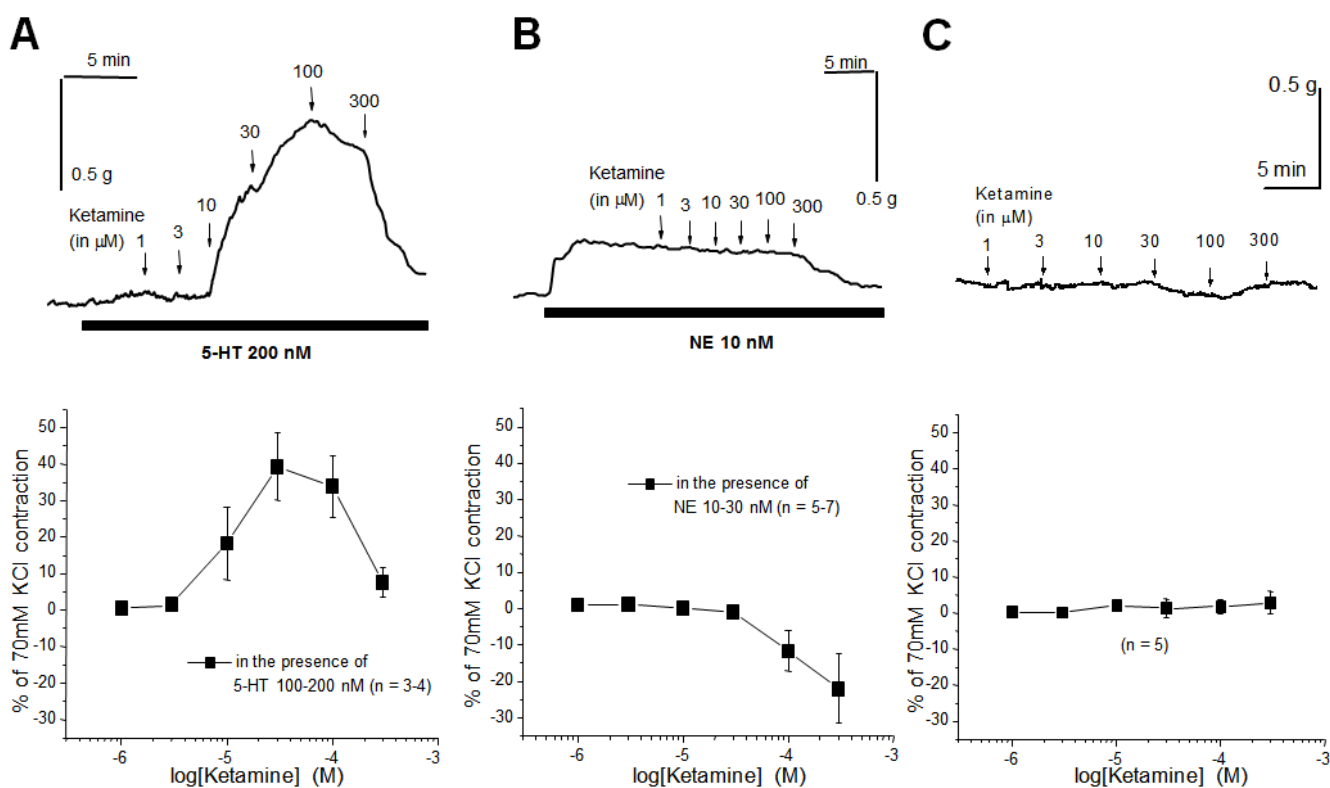 A
5 min
0.5 g
Ketamine
(in μM)
1
3
10
30
100
300
5-HT 200 nM
B
5 min
0.5 g
Ketamine
(in μM)
1
3
10
30
100
300
NE 10 nM
C
0.5 g
5 min
Ketamine
(in μM)
1
3
10
30
100
300
% of 70mM KCl contraction
50
40
30
20
10
0
-10
-20
-30
in the presence of
5-HT 100-200 nM (n = 3-4)
-6
-5
-4
-3
log[Ketamine] (M)
% of 70mM KCl contraction
50
40
30
20
10
0
-10
-20
-30
in the presence of
NE 10-30 nM (n = 5-7)
-6
-5
-4
-3
log[Ketamine] (M)
% of 70mM KCl contraction
50
40
30
20
10
0
-10
-20
-30
(n = 5)
-6
-5
-4
-3
log[Ketamine] (M)